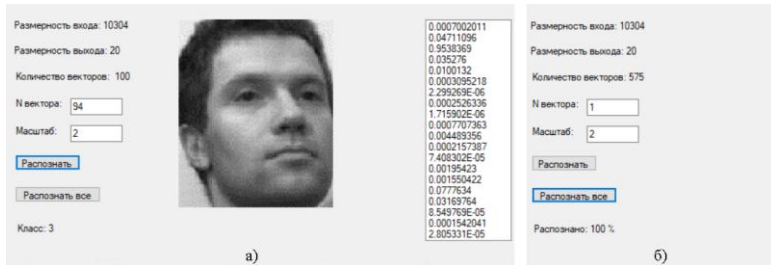 Размерность входа: 10304
Размерность выхода: 20
Количество векторов: 100
N вектора: 94
Масштаб: 2
Распознать
Распознать все
Класс: 3
0.0007002011
0.04711096
0.9538369
0.035276
0.0100132
0.0003095218
2.299269E-06
0.0002526336
1.715902E-06
0.0007707363
0.004489356
0.0002157387
7.408302E-05
0.00195423
0.001550422
0.0777634
0.03169764
8.549769E-05
0.0001542041
2.805331E-05
а)
Размерность входа: 10304
Размерность выхода: 20
Количество векторов: 575
N вектора: 1
Масштаб: 2
Распознать
Распознать все
Распознано: 100 %
б)